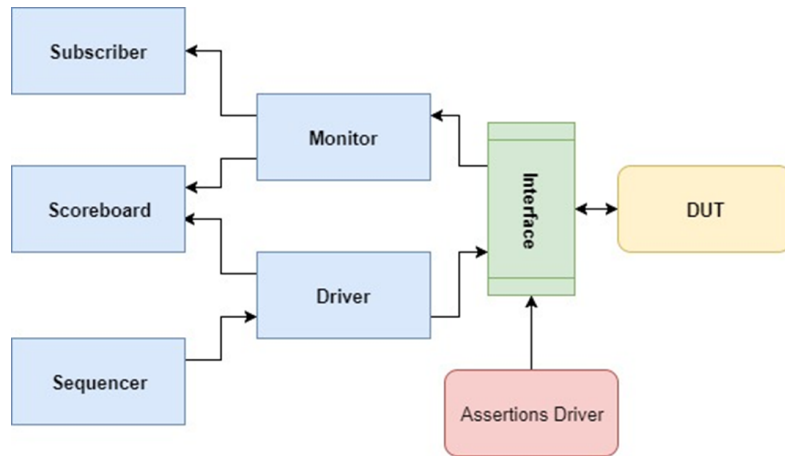 Subscriber
Monitor
Interface
Scoreboard
DUT
Driver
Sequencer
Assertions Driver